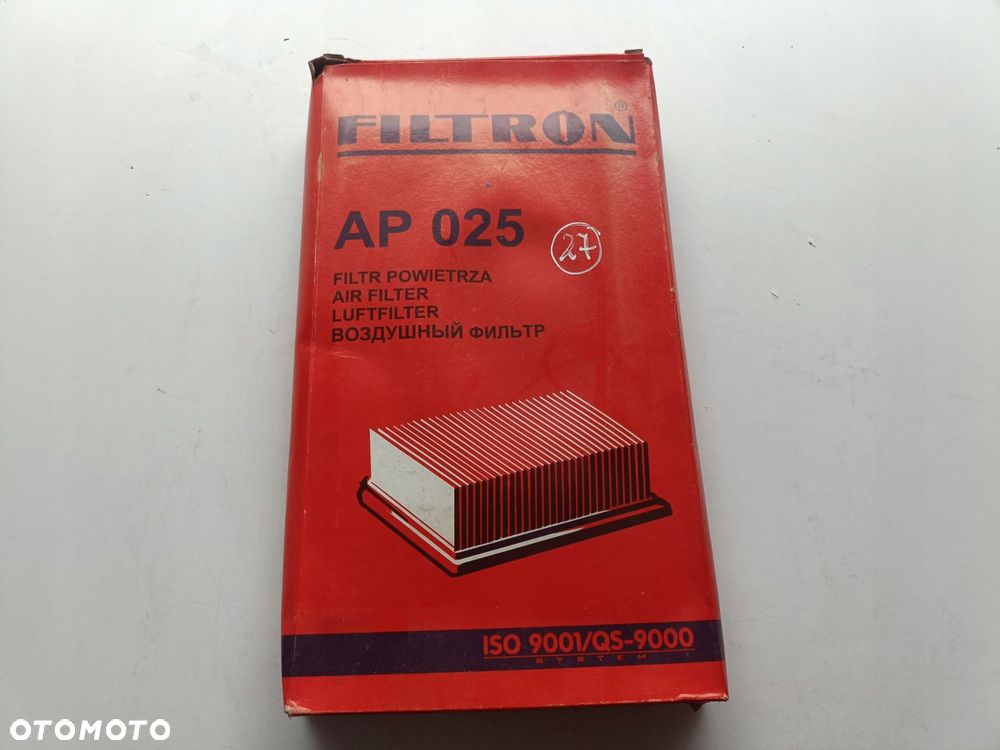 FILTRON®
AP 025
27
FILTR POWIETRZA
AIR FILTER
LUFTFILTER
ВОЗДУШНЫЙ ФИЛЬТР
ISO 9001/QS-9000
SYSTEM
OTOMOTO